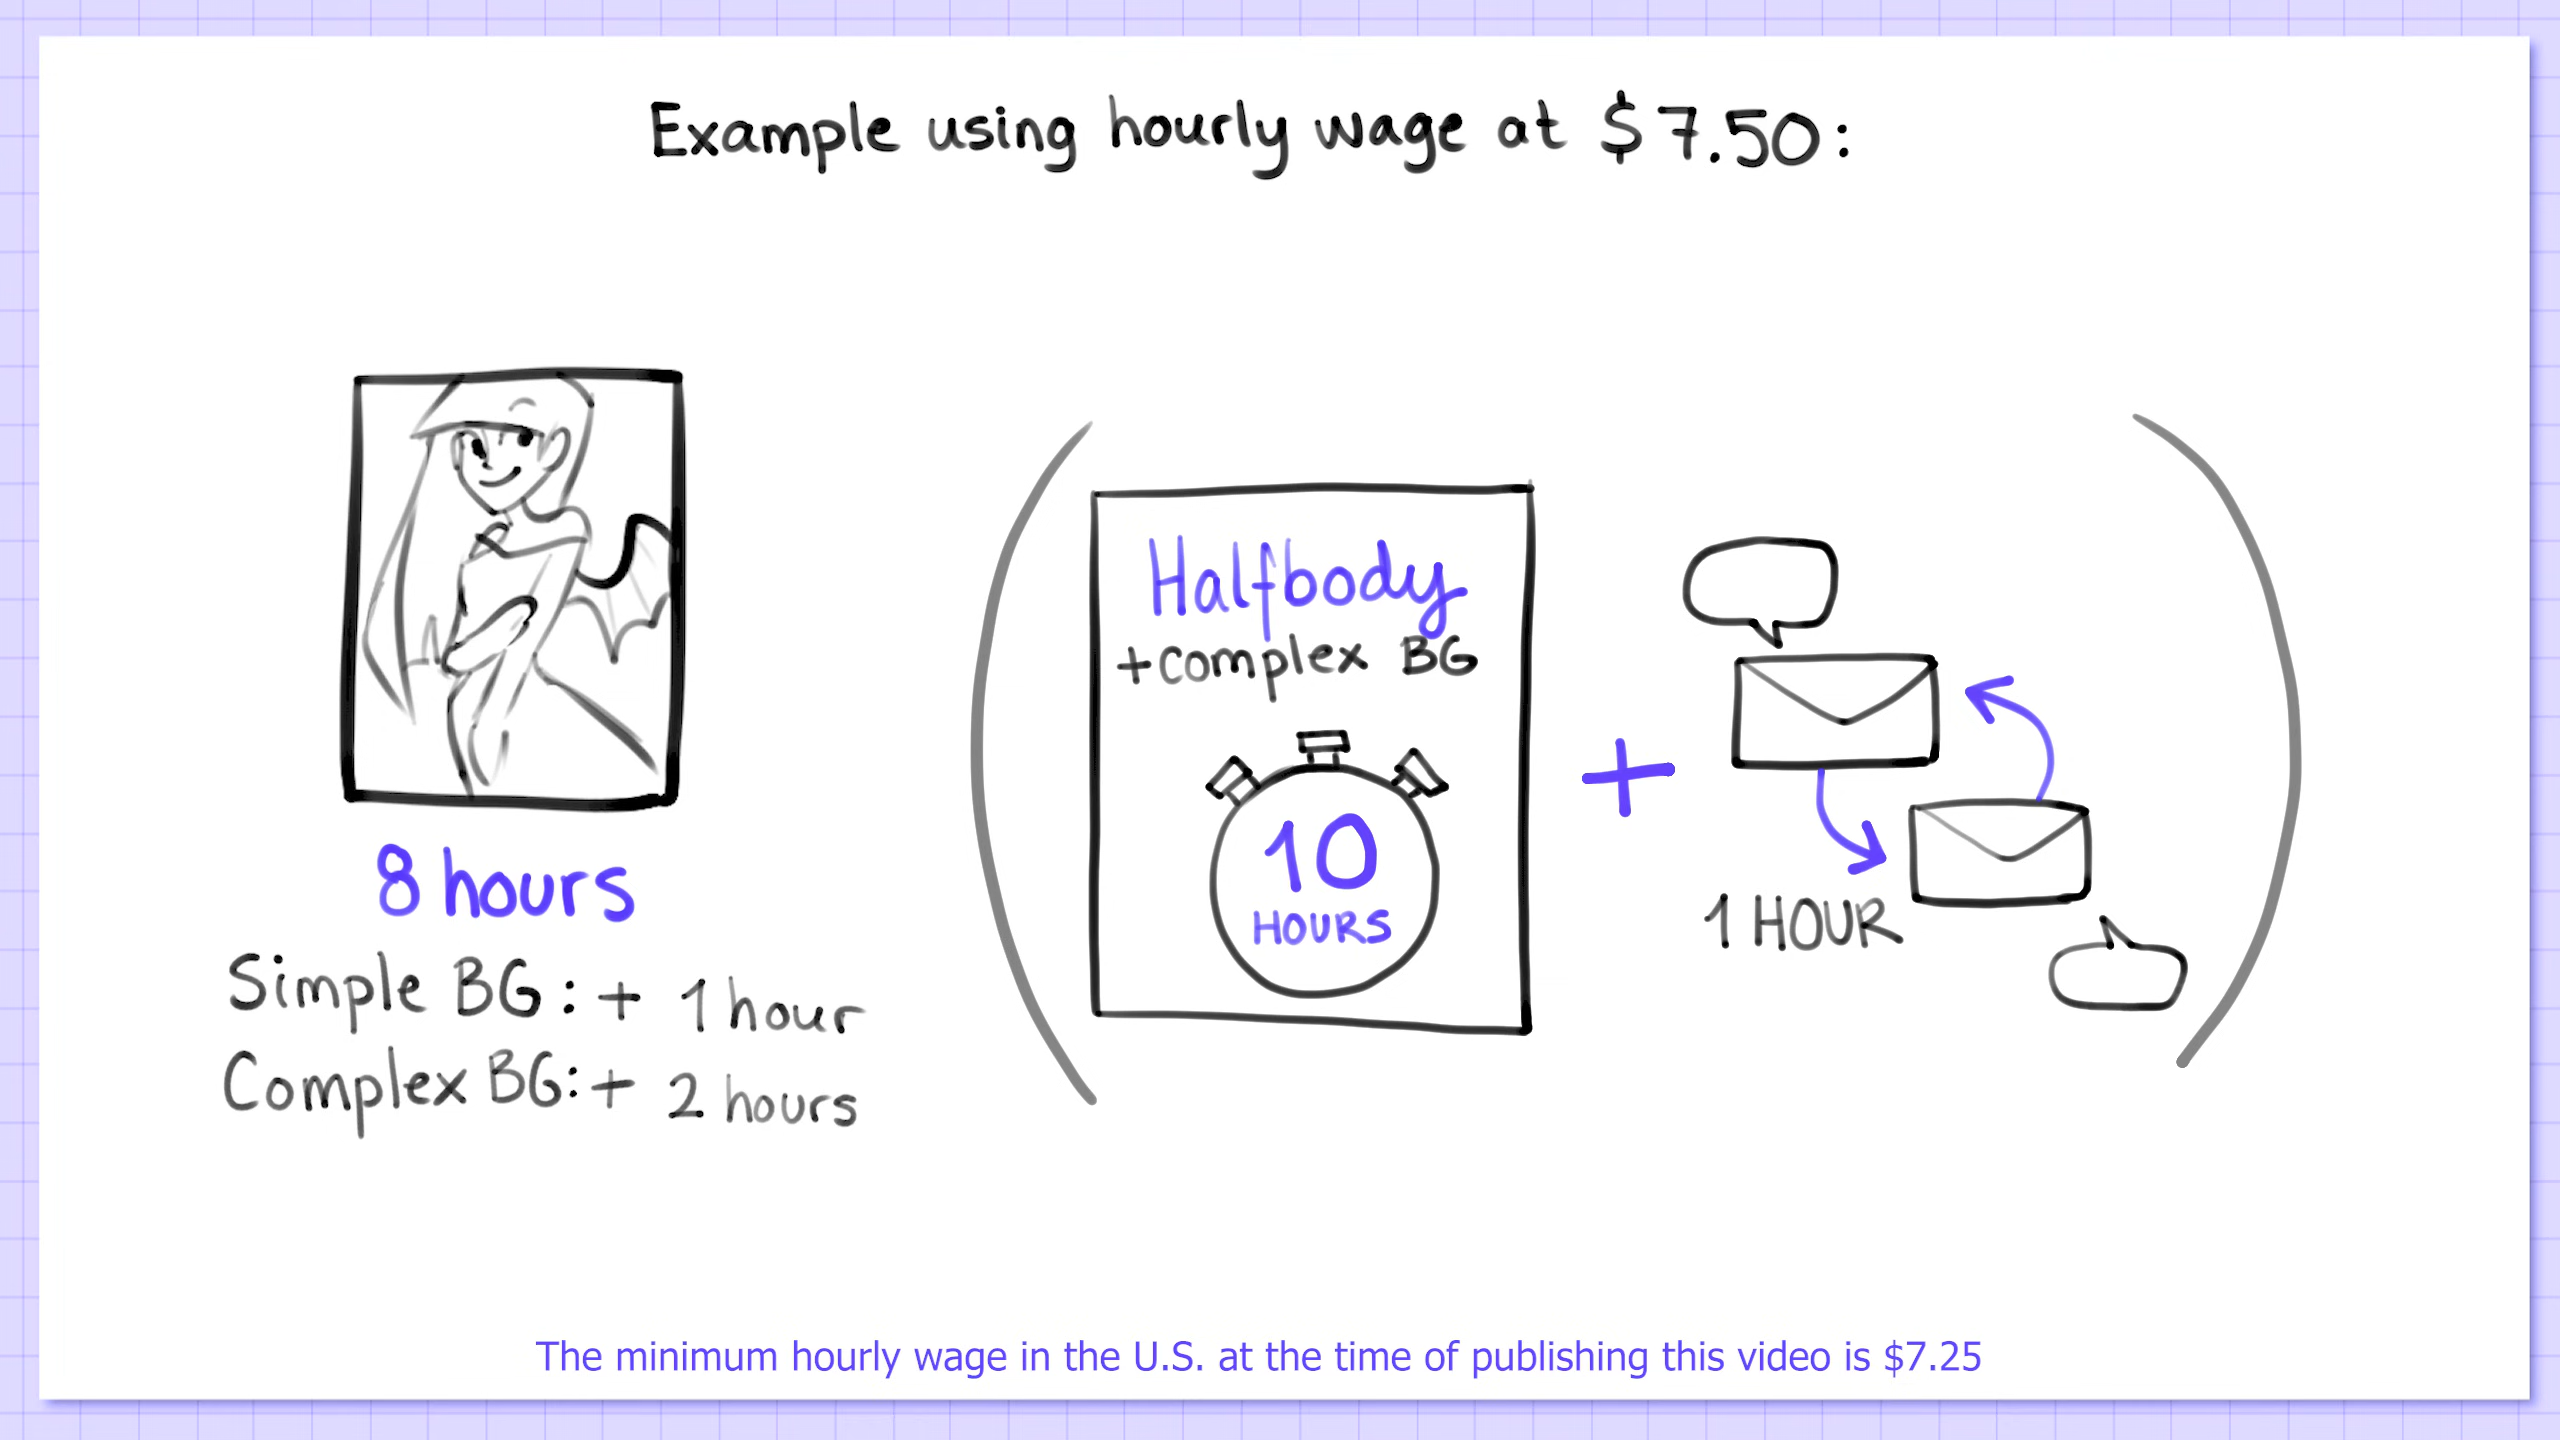 Example using hourly wage at $7.50:
8 hours
Simple BG: + 1 hour
Complex BG: + 2 hours
Halfbody
+complex BG
10
HOURS
+
1 HOUR
The minimum hourly wage in the U.S. at the time of publishing this video is $7.25